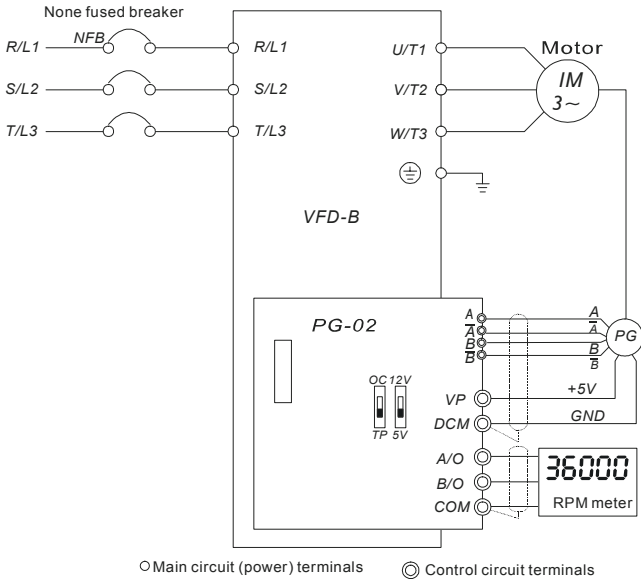 None fused breaker
R/L1 NFB R/L1 U/T1 Motor
S/L2 S/L2 V/T2 IM
3~
T/L3 T/L3 W/T3
VFD-B
PG-02
A A
A̅ A̅
B B
B̅ B̅
PG
OC 12V
TP 5V
VP +5V
DCM GND
A/O
B/O
COM
36000
RPM meter
Main circuit (power) terminals Control circuit terminals